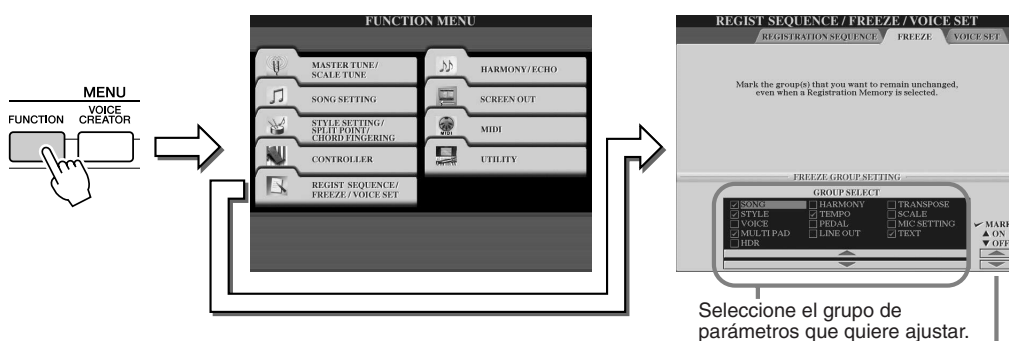 MENU
FUNCTION
VOICE
CREATOR
FUNCTION MENU
MASTER TUNE/
SCALE TUNE
SONG SETTING
STYLE SETTING/
SPLIT POINT/
CHORD FINGERING
CONTROLLER
REGIST SEQUENCE/
FREEZE / VOICE SET
HARMONY/ECHO
SCREEN OUT
MIDI
MIDI
UTILITY
REGIST SEQUENCE / FREEZE / VOICE SET
REGISTRATION SEQUENCE FREEZE VOICE SET
Mark the group(s) that you want to remain unchanged,
even when a Registration Memory is selected.
FREEZE GROUP SETTING
GROUP SELECT
SONG HARMONY TRANSPOSE
STYLE TEMPO SCALE
VOICE PEDAL MIC SETTING
MULTI PAD LINE OUT TEXT
HDR
MARK
▲ ON
▼ OFF
Seleccione el grupo de
parámetros que quiere ajustar.